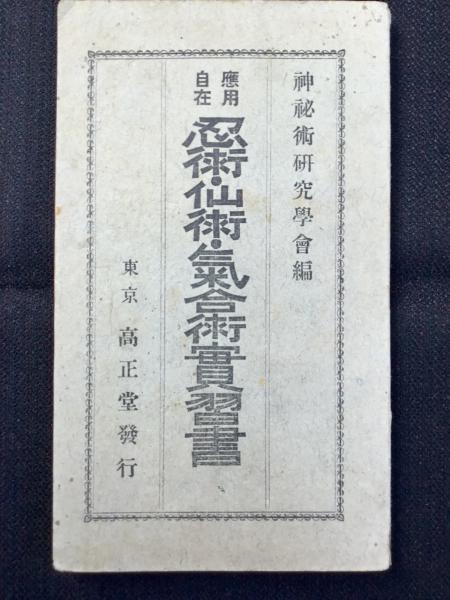 神祕術研究學會編
應用
自在
忍術・仙術・氣合術實習書
東京 高正堂發行